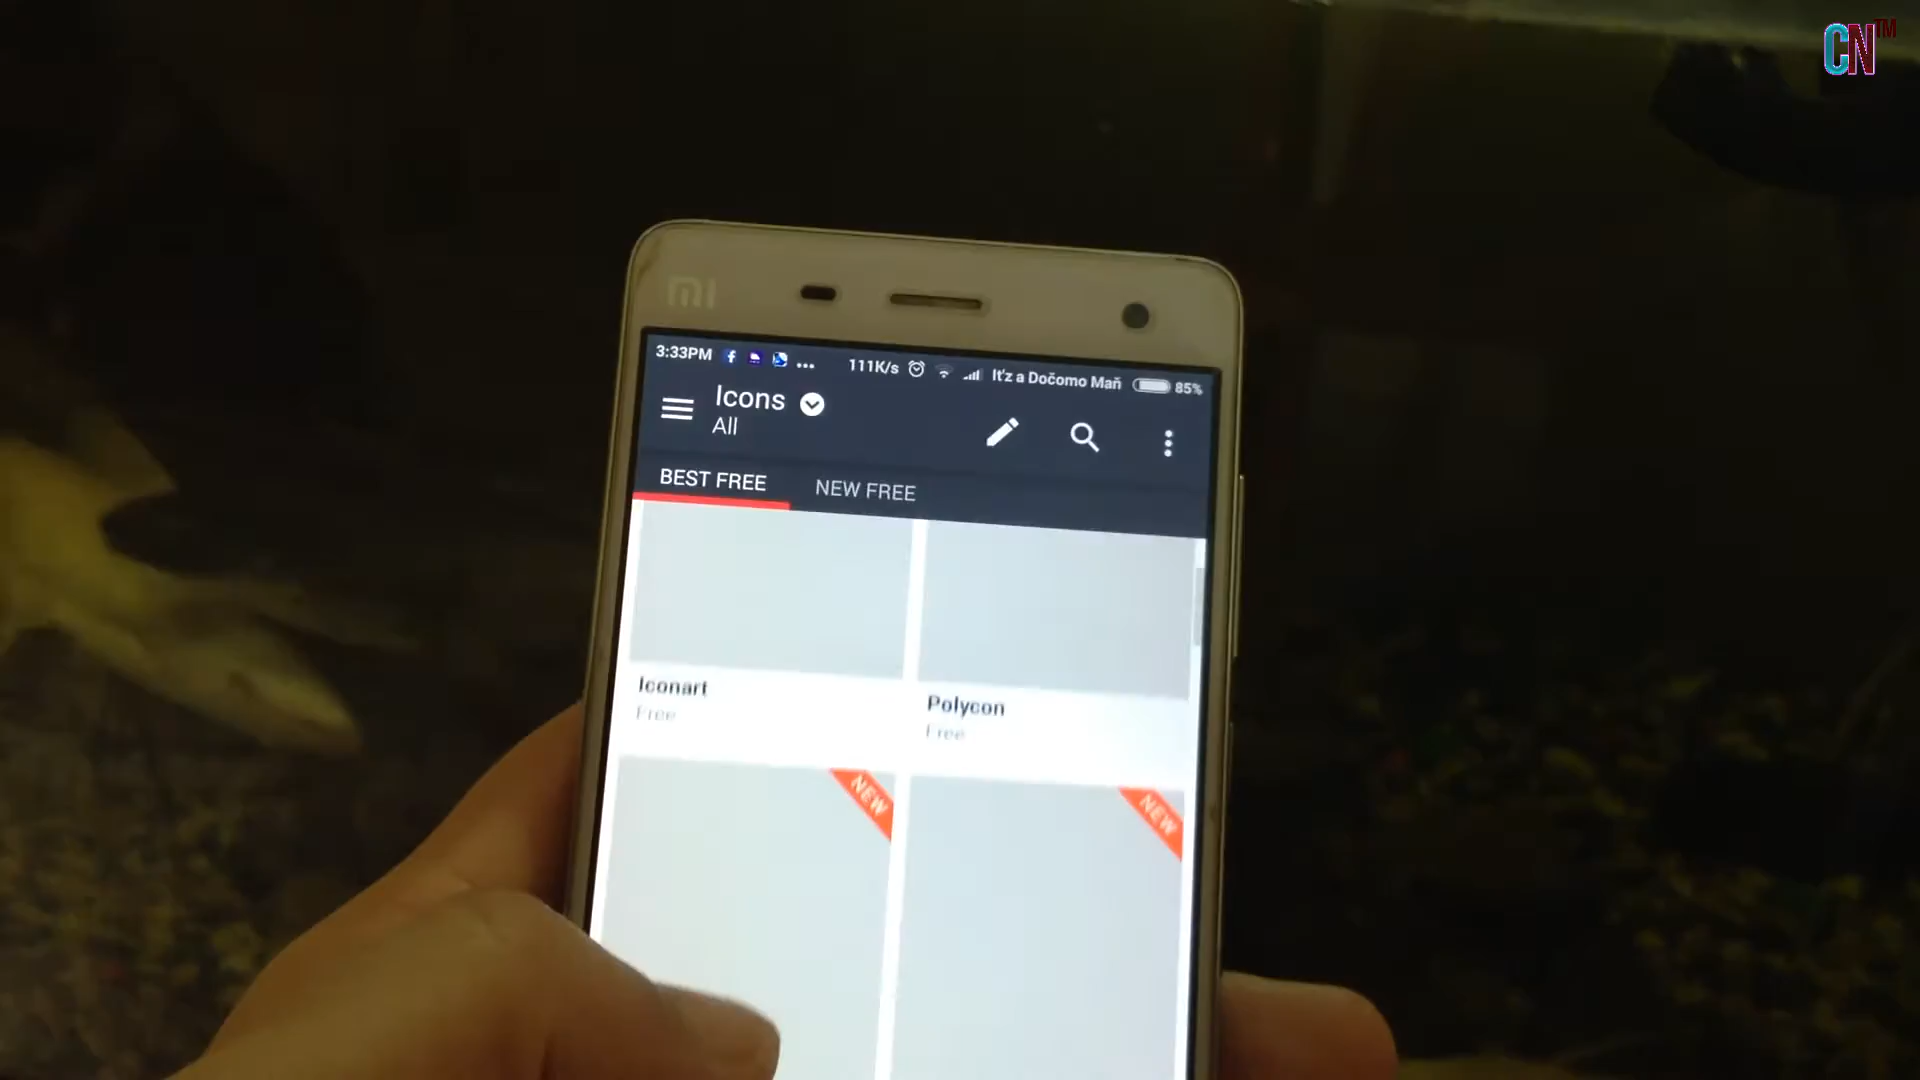 CN™
mi
3:33PM f ... 111K/s It'z a Dočomo Maň 85%
Icons
All
BEST FREE NEW FREE
Iconart
Free
Polycon
Free
NEW
NEW